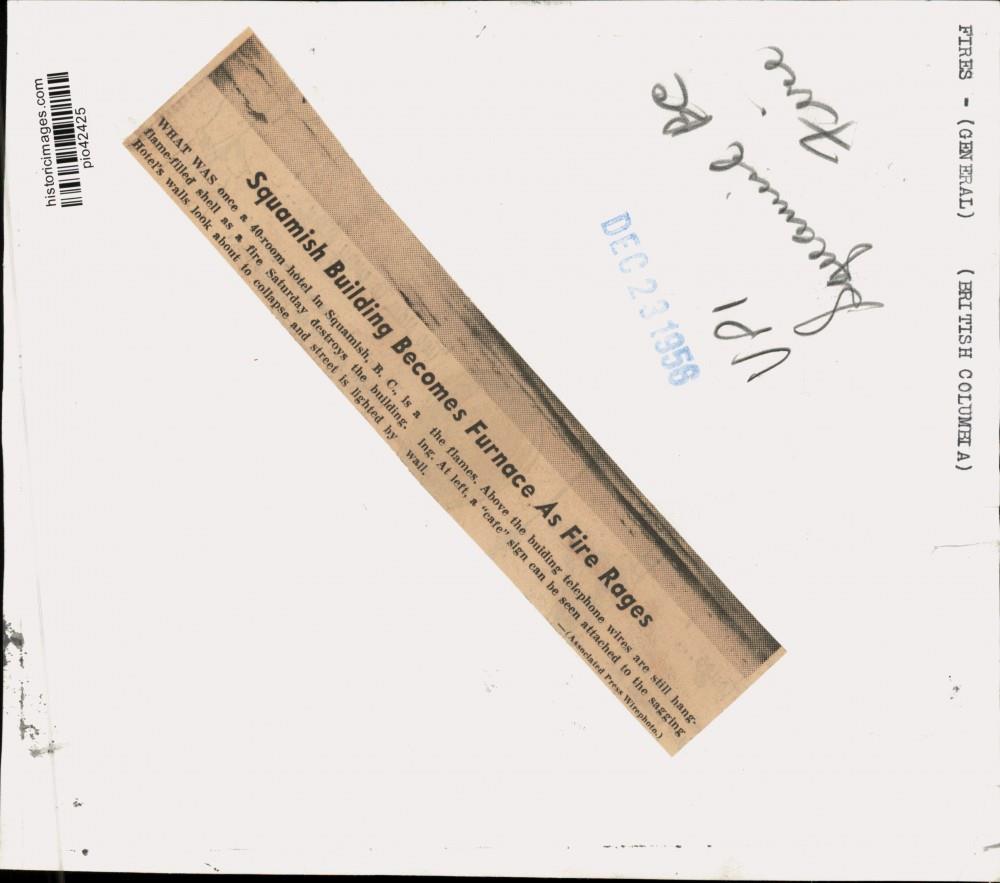 FIRES - (GENERAL) (BRITISH COLUMBIA)
Fire
Squamish BC
UPI
DEC 23 1956
Squamish Building Becomes Furnace As Fire Rages
WHAT WAS once a 40-room hotel in Squamish, B. C., is a
flame-filled shell as a fire Saturday destroys the building.
Hotel's walls look about to collapse and street is lighted by
the flames. Above the buiding telephone wires are still hang-
ing. At left, a "cafe" sign can be seen attached to the sagging
wall.
—(Associated Press Wirephoto.)
historicimages.com
pio42425